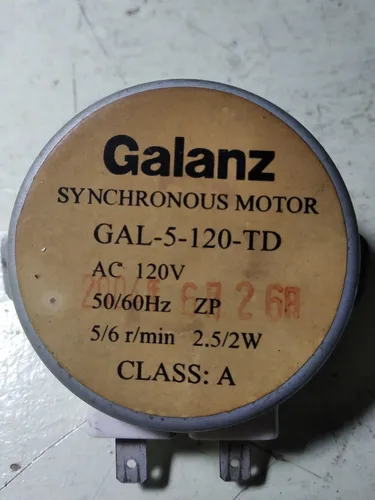 Galanz
SYNCHRONOUS MOTOR
GAL-5-120-TD
AC 120V
50/60Hz ZP
5/6 r/min 2.5/2W
CLASS: A